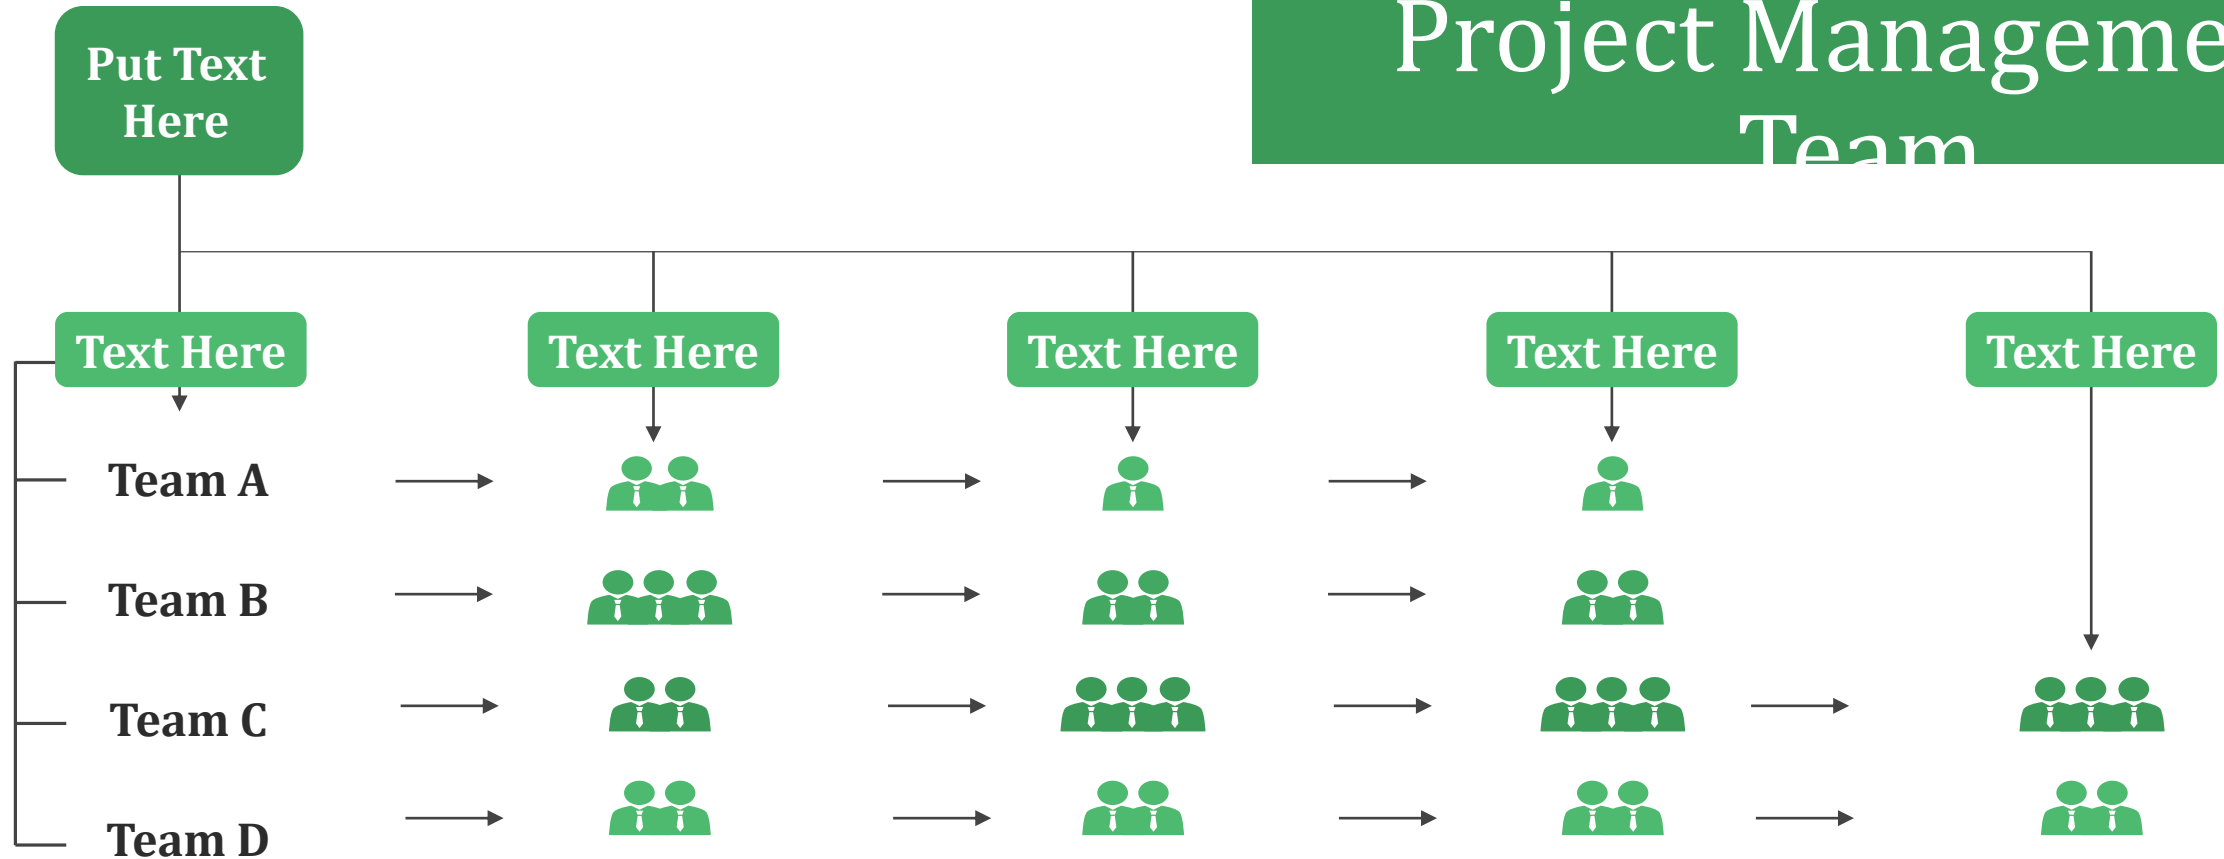 Put Text
Here
Project Manageme
Team
Text Here
Text Here
Text Here
Text Here
Text Here
Team A
Team B
Team C
Team D